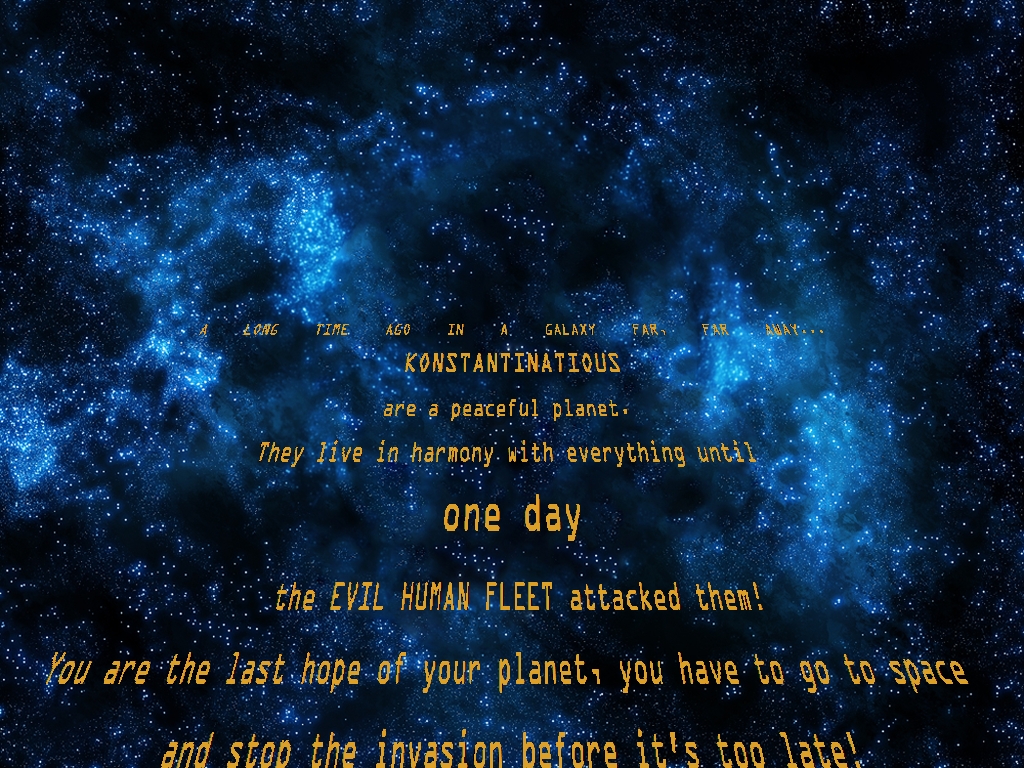 A LONG TIME AGO IN A GALAXY FAR, FAR AWAY...
KONSTANTINATIOUS
are a peaceful planet.
They live in harmony with everything until
one day
the EVIL HUMAN FLEET attacked them!
You are the last hope of your planet, you have to go to space
and stop the invasion before it's too late!